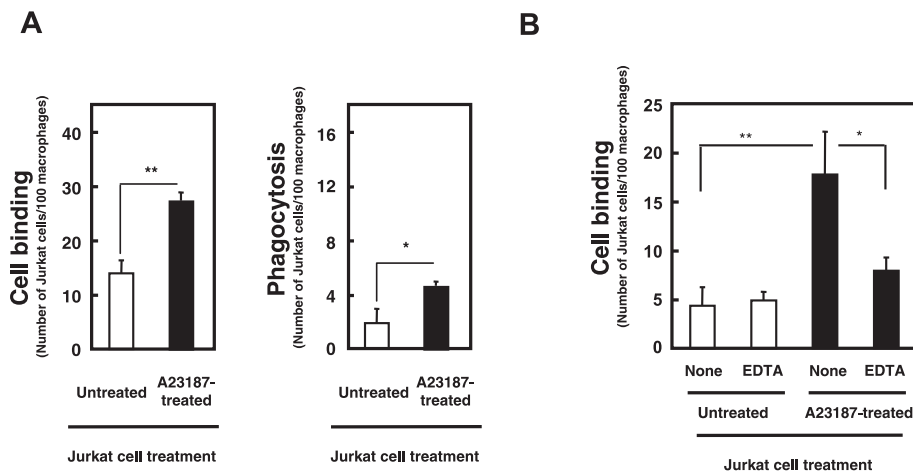 A
Cell binding
(Number of Jurkat cells/100 macrophages)
40
30
20
10
0
**
Untreated
A23187-
treated
Jurkat cell treatment
Phagocytosis
(Number of Jurkat cells/100 macrophages)
16
12
8
4
0
*
Untreated
A23187-
treated
Jurkat cell treatment
B
Cell binding
(Number of Jurkat cells/100 macrophages)
25
20
15
10
5
0
**
*
None EDTA None EDTA
Untreated A23187-treated
Jurkat cell treatment